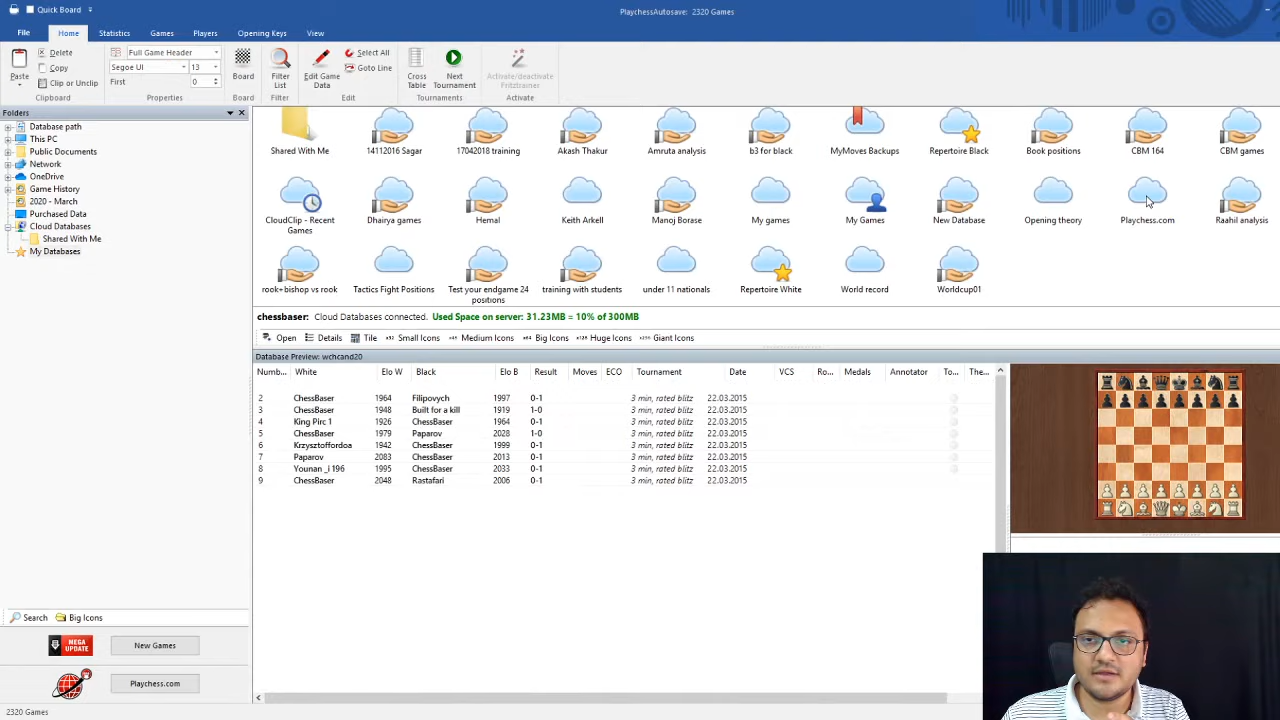 Quick Board
PlaychessAutosave: 2320 Games
File Home Statistics Games Players Opening Keys View
Paste
Delete
Copy
Clip or Unclip
Clipboard
Full Game Header
Segoe UI 13
First 0
Properties
Board
Board
Filter List
Filter
Edit Game Data
Select All
Goto Line
Edit
Cross Table
Next Tournament
Tournaments
Activate/deactivate Fritztrainer
Activate
Folders
Database path
This PC
Public Documents
Network
OneDrive
Game History
2020 - March
Purchased Data
Cloud Databases
Shared With Me
My Databases
Shared With Me 14112016 Sagar 17042018 training Akash Thakur Amruta analysis b3 for black MyMoves Backups Repertoire Black Book positions CBM 164 CBM games
CloudClip - Recent Games Dhairya games Hemal Keith Arkell Manoj Borase My games My Games New Database Opening theory Playchess.com Raahil analysis
rook+bishop vs rook Tactics Fight Positions Test your endgame 24 positions training with students under 11 nationals Repertoire White World record Worldcup01
chessbaser: Cloud Databases connected. Used Space on server: 31.23MB = 10% of 300MB
Open Details Tile Small Icons Medium Icons Big Icons Huge Icons Giant Icons
Database Preview: wchcand20
Numb... White Elo W Black Elo B Result Moves ECO Tournament Date VCS Ro... Medals Annotator To... The...
2 ChessBaser 1964 Filipovych 1997 0-1 3 min, rated blitz 22.03.2015
3 ChessBaser 1948 Built for a kill 1919 1-0 3 min, rated blitz 22.03.2015
4 King Pirc 1 1926 ChessBaser 1964 0-1 3 min, rated blitz 22.03.2015
5 ChessBaser 1979 Paparov 2028 1-0 3 min, rated blitz 22.03.2015
6 Krzysztoffordoa 1942 ChessBaser 1999 0-1 3 min, rated blitz 22.03.2015
7 Paparov 2083 ChessBaser 2013 0-1 3 min, rated blitz 22.03.2015
8 Younan _i 196 1995 ChessBaser 2033 0-1 3 min, rated blitz 22.03.2015
9 ChessBaser 2048 Rastafari 2006 0-1 3 min, rated blitz 22.03.2015
Search Big Icons
MEGA UPDATE New Games
Playchess.com
2320 Games